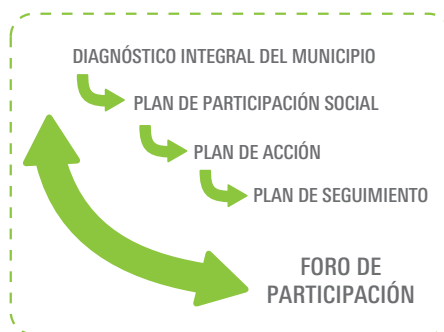 DIAGNÓSTICO INTEGRAL DEL MUNICIPIO
PLAN DE PARTICIPACIÓN SOCIAL
PLAN DE ACCIÓN
PLAN DE SEGUIMIENTO
FORO DE
PARTICIPACIÓN